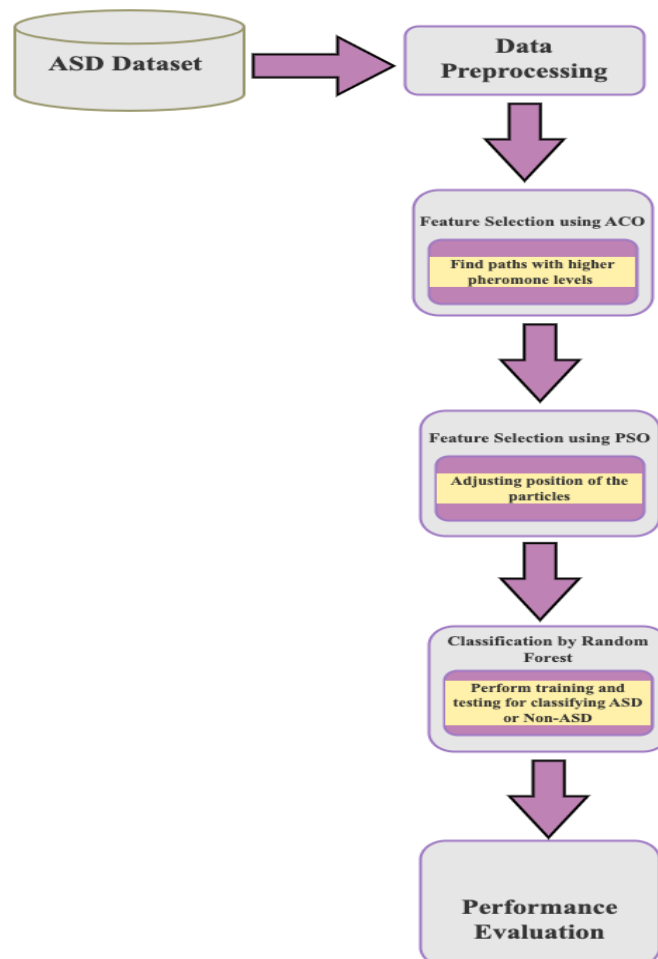 ASD Dataset
Data
Preprocessing
Feature Selection using ACO
Find paths with higher
pheromone levels
Feature Selection using PSO
Adjusting position of the
particles
Classification by Random
Forest
Perform training and
testing for classifying ASD
or Non-ASD
Performance
Evaluation